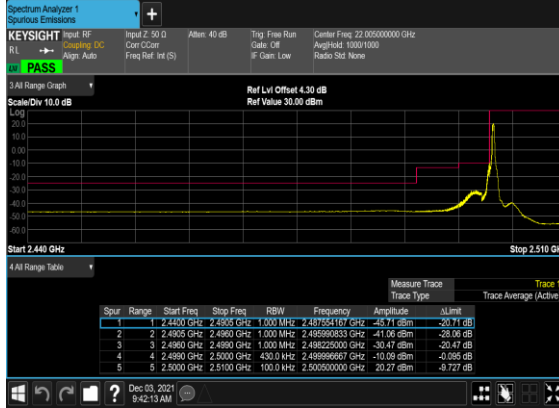 Spectrum Analyzer 1
Spurious Emissions
+
KEYSIGHT Input: RF Input Z: 50 Ω Atten: 40 dB Trig: Free Run Center Freq: 22.005000000 GHz
RL Coupling: DC Corr CCorr Gate: Off Avg|Hold: 1000/1000
Align: Auto Freq Ref: Int (S) IF Gain: Low Radio Std: None
PASS
3 All Range Graph
Ref Lvl Offset 4.30 dB
Scale/Div 10.0 dB Ref Value 30.00 dBm
Log
20.0
10.0
0.00
-10.0
-20.0
-30.0
-40.0
-50.0
-60.0
Start 2.440 GHz Stop 2.510 G
4 All Range Table
Measure Trace Trace 1
Trace Type Trace Average (Active
Spur Range Start Freq Stop Freq RBW Frequency Amplitude ΔLimit
1 1 2.4400 GHz 2.4905 GHz 1.000 MHz 2.487554167 GHz -45.71 dBm -20.71 dB
2 2 2.4905 GHz 2.4960 GHz 1.000 MHz 2.495990833 GHz -41.06 dBm -28.06 dB
3 3 2.4960 GHz 2.4990 GHz 1.000 MHz 2.498225000 GHz -30.47 dBm -20.47 dB
4 4 2.4990 GHz 2.5000 GHz 430.0 kHz 2.499996667 GHz -10.09 dBm -0.095 dB
5 5 2.5000 GHz 2.5100 GHz 100.0 kHz 2.500500000 GHz 20.27 dBm -9.727 dB
?
Dec 03, 2021
9:42:13 AM